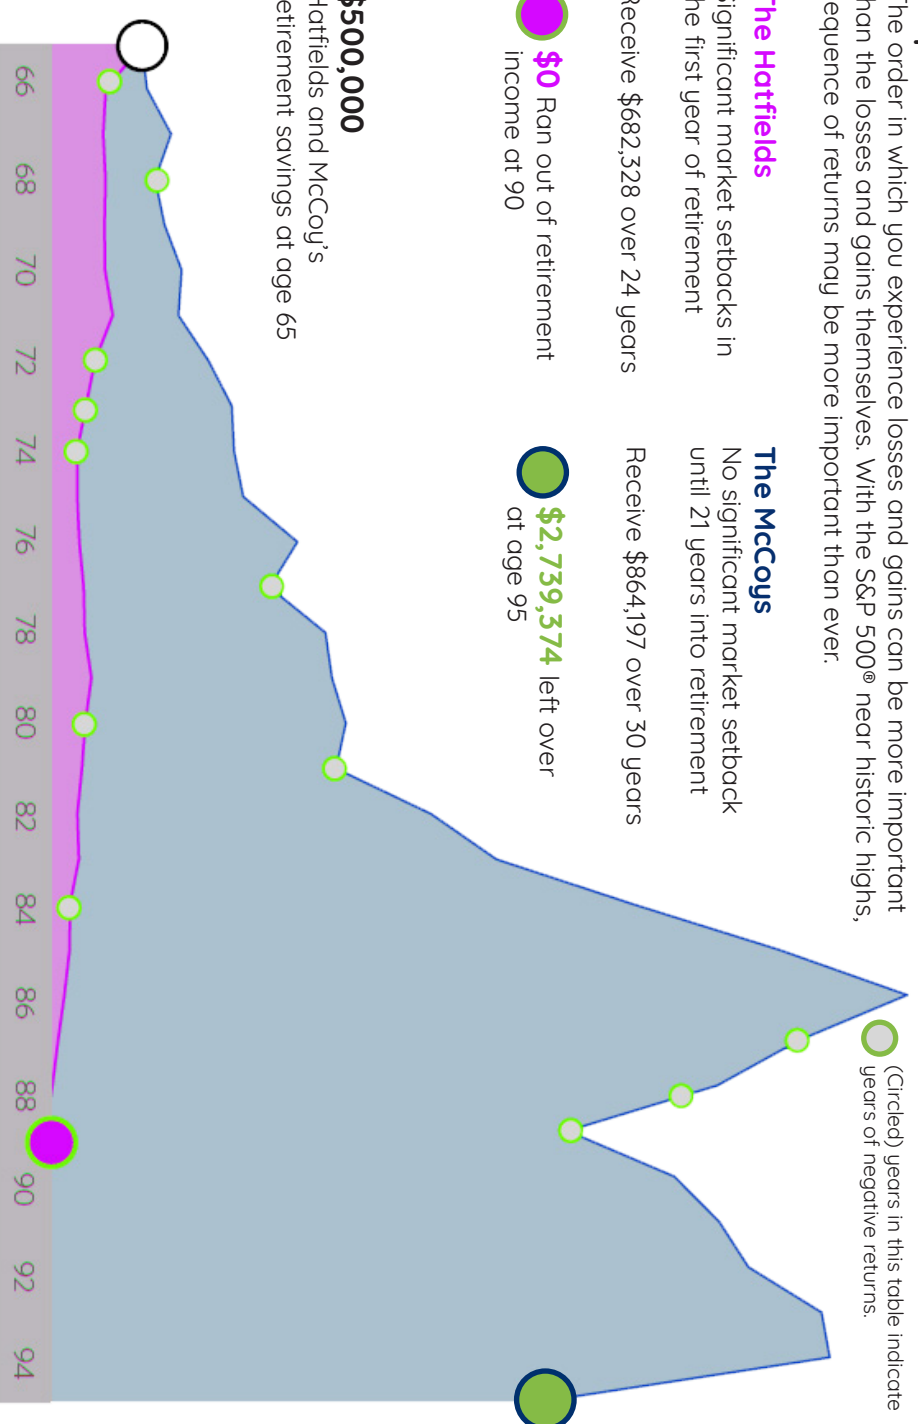 he order in which you experience losses and gains can be more important
han the losses and gains themselves. With the S&P 500® near historic highs,
equence of returns may be more important than ever.
The Hatfields
ignificant market setbacks in
he first year of retirement
Receive $682,328 over 24 years
$0 Ran out of retirement
income at 90
The McCoys
No significant market setback
until 21 years into retirement
Receive $864,197 over 30 years
$2,739,374 left over
at age 95
(Circled) years in this table indicate
years of negative returns.
$500,000
Hatfields and McCoy's
etirement savings at age 65
66 68 70 72 74 76 78 80 82 84 86 88 90 92 94